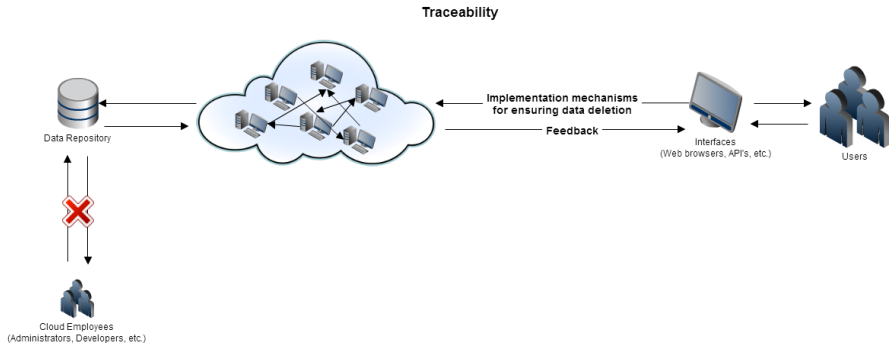 Traceability
Implementation mechanisms
for ensuring data deletion
Feedback
Data Repository
Interfaces
(Web browsers, API's, etc.)
Users
Cloud Employees
(Administrators, Developers, etc.)